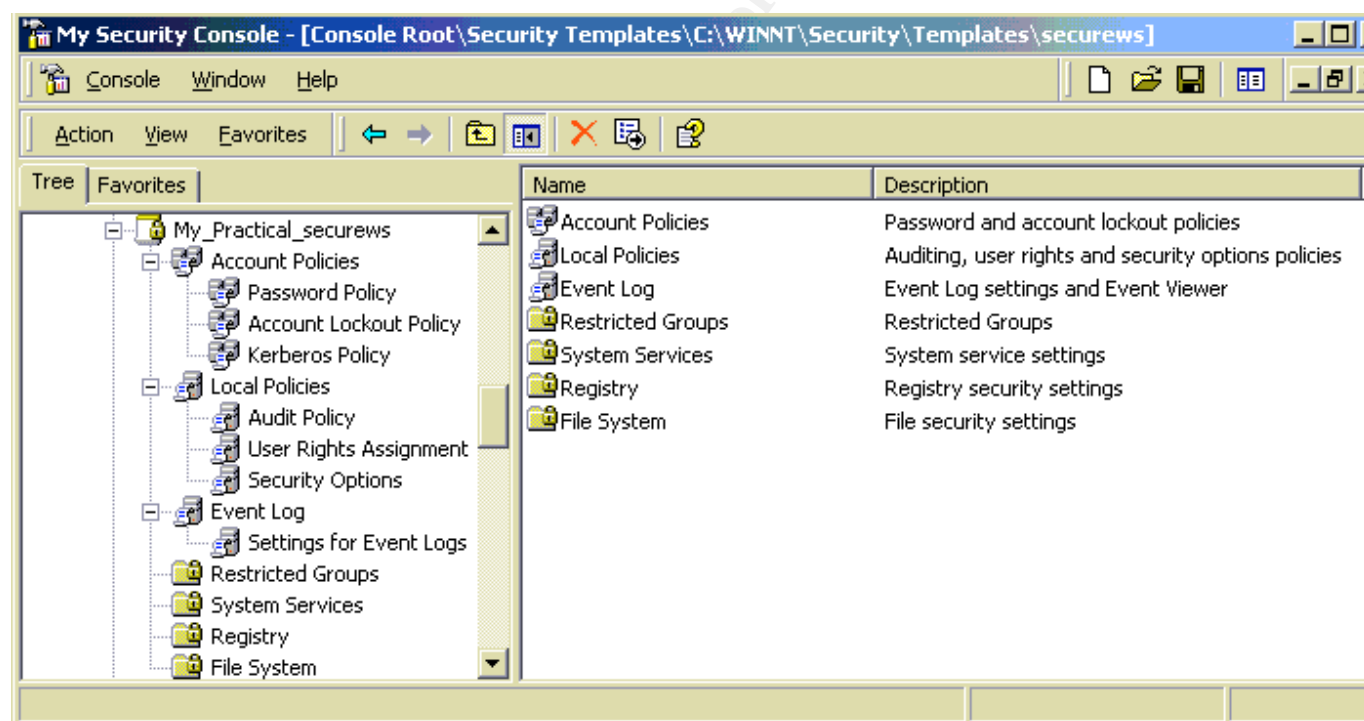 My Security Console - [Console Root\Security Templates\C:\WINNT\Security\Templates\securews]
Console Window Help
Action View Favorites
Tree Favorites
My_Practical_securews
Account Policies
Password Policy
Account Lockout Policy
Kerberos Policy
Local Policies
Audit Policy
User Rights Assignment
Security Options
Event Log
Settings for Event Logs
Restricted Groups
System Services
Registry
File System
Name Description
Account Policies Password and account lockout policies
Local Policies Auditing, user rights and security options policies
Event Log Event Log settings and Event Viewer
Restricted Groups Restricted Groups
System Services System service settings
Registry Registry security settings
File System File security settings